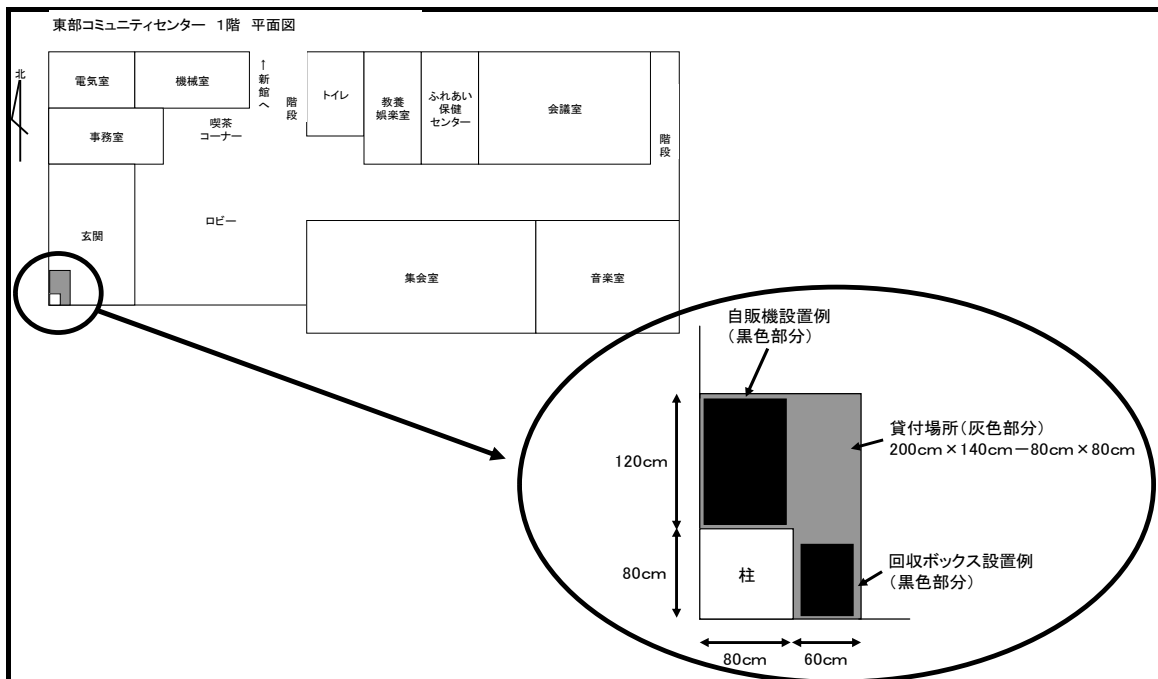 東部コミュニティセンター 1階 平面図
北
電気室
機械室
↑新館へ
階段
トイレ
教養
娯楽室
ふれあい
保健
センター
会議室
階段
事務室
喫茶
コーナー
玄関
ロビー
集会室
音楽室
自販機設置例
(黒色部分)
貸付場所(灰色部分)
200cm×140cm－80cm×80cm
120cm
80cm
柱
回収ボックス設置例
(黒色部分)
80cm
60cm